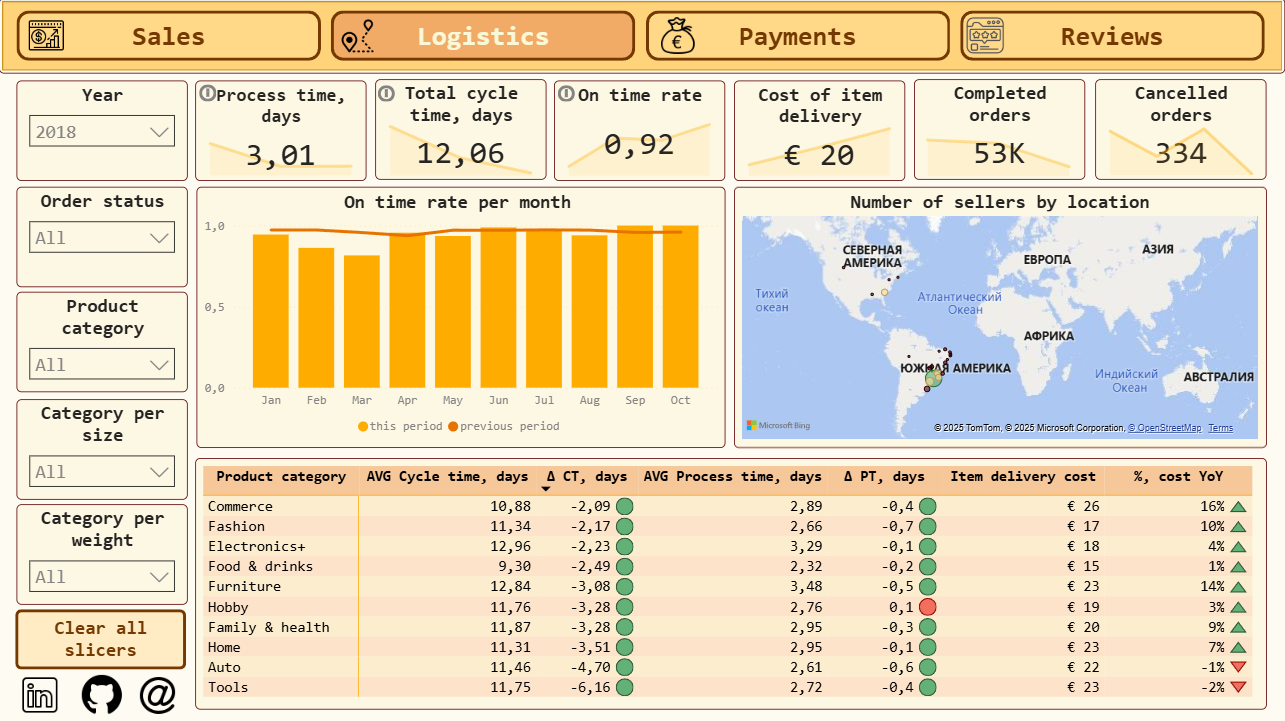 Sales
Logistics
Payments
Reviews
Year
2018
Order status
All
Product
category
All
Category per
size
All
Category per
weight
All
Clear all
slicers
Process time,
days
3,01
Total cycle
time, days
12,06
On time rate
0,92
Cost of item
delivery
€ 20
Completed
orders
53K
Cancelled
orders
334
On time rate per month
1,0
0,5
0,0
Jan Feb Mar Apr May Jun Jul Aug Sep Oct
this period previous period
Number of sellers by location
СЕВЕРНАЯ
АМЕРИКА
ЕВРОПА
АЗИЯ
Тихий
океан
Атлантический
Океан
АФРИКА
ЮЖНАЯ АМЕРИКА
Индийский
Океан
АВСТРАЛИЯ
Microsoft Bing
© 2025 TomTom, © 2025 Microsoft Corporation, © OpenStreetMap Terms
Product category AVG Cycle time, days Δ CT, days AVG Process time, days Δ PT, days Item delivery cost %, cost YoY
Commerce 10,88 -2,09 2,89 -0,4 € 26 16%
Fashion 11,34 -2,17 2,66 -0,7 € 17 10%
Electronics+ 12,96 -2,23 3,29 -0,1 € 18 4%
Food & drinks 9,30 -2,49 2,32 -0,2 € 15 1%
Furniture 12,84 -3,08 3,48 -0,5 € 23 14%
Hobby 11,76 -3,28 2,76 0,1 € 19 3%
Family & health 11,87 -3,28 2,95 -0,3 € 20 9%
Home 11,31 -3,51 2,95 -0,1 € 23 7%
Auto 11,46 -4,70 2,61 -0,6 € 22 -1%
Tools 11,75 -6,16 2,72 -0,4 € 23 -2%